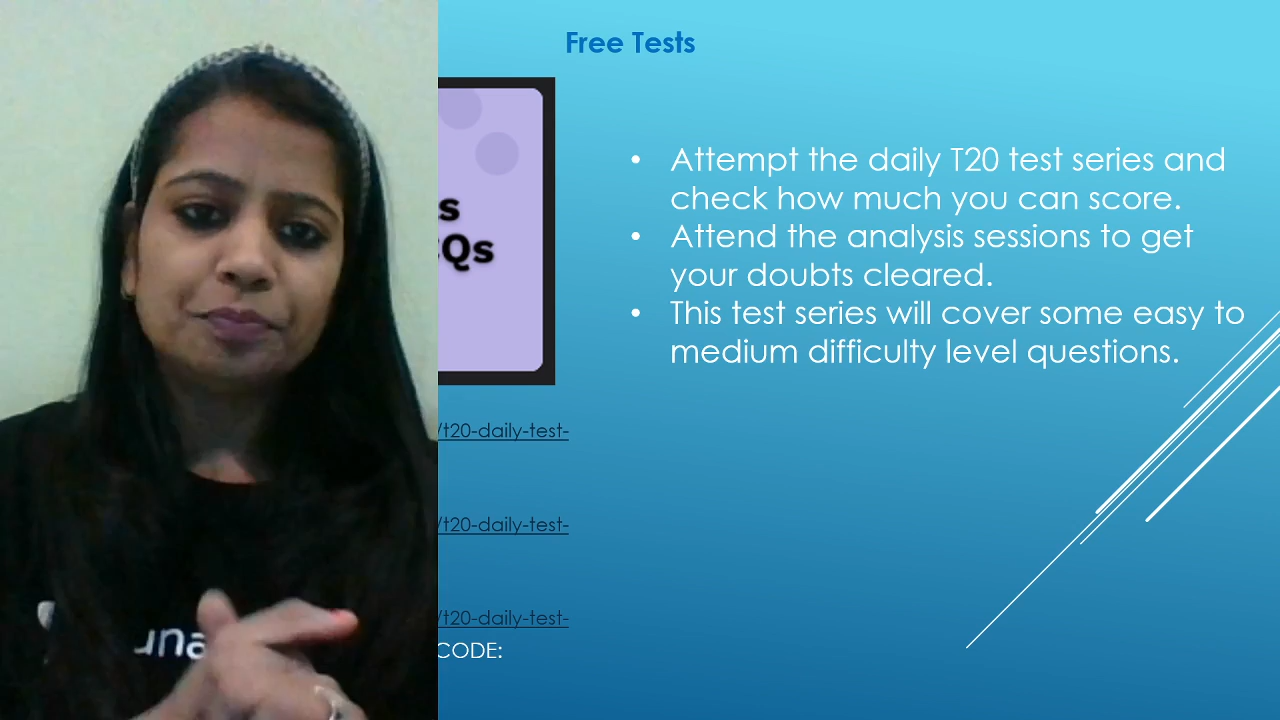 Free Tests
s
Qs
• Attempt the daily T20 test series and
check how much you can score.
• Attend the analysis sessions to get
your doubts cleared.
• This test series will cover some easy to
medium difficulty level questions.
/t20-daily-test-
/t20-daily-test-
/t20-daily-test-
CODE:
una